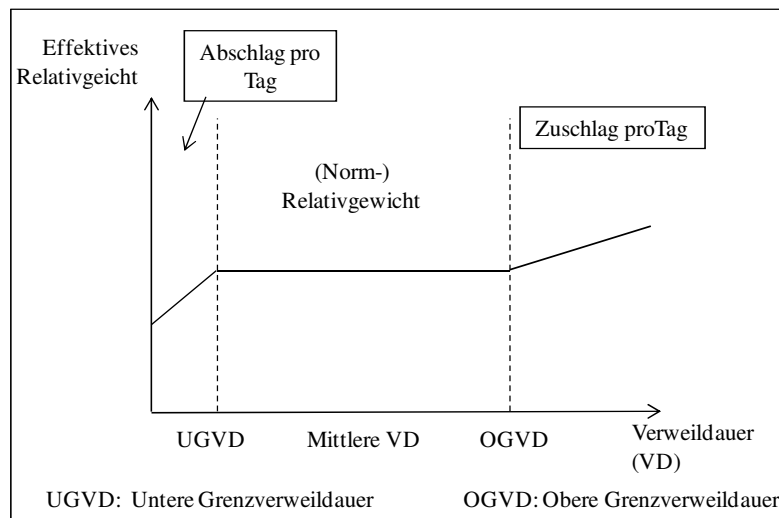 Effektives
Relativgeicht
Abschlag pro
Tag
Zuschlag proTag
(Norm-)
Relativgewicht
UGVD
Mittlere VD
OGVD
Verweildauer
(VD)
UGVD: Untere Grenzverweildauer
OGVD: Obere Grenzverweildauer